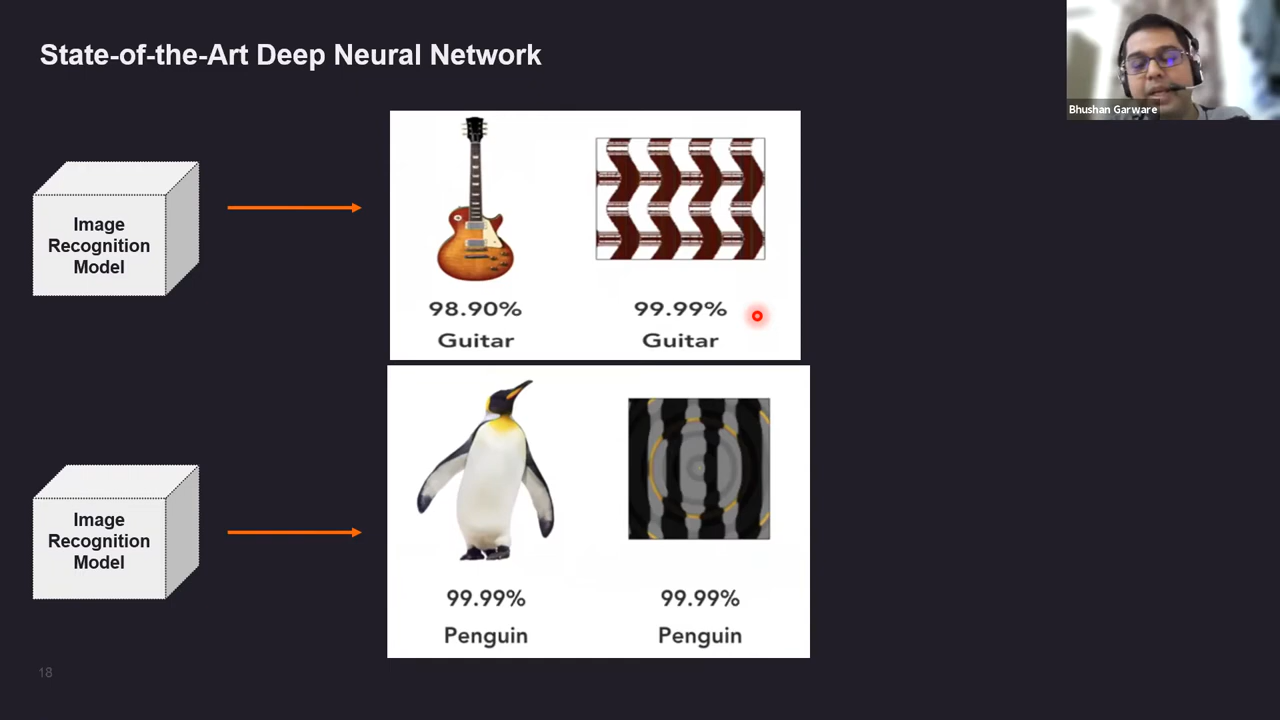 State-of-the-Art Deep Neural Network
Bhushan Garware
Image
Recognition
Model
98.90%
Guitar
99.99%
Guitar
Image
Recognition
Model
99.99%
Penguin
99.99%
Penguin
18